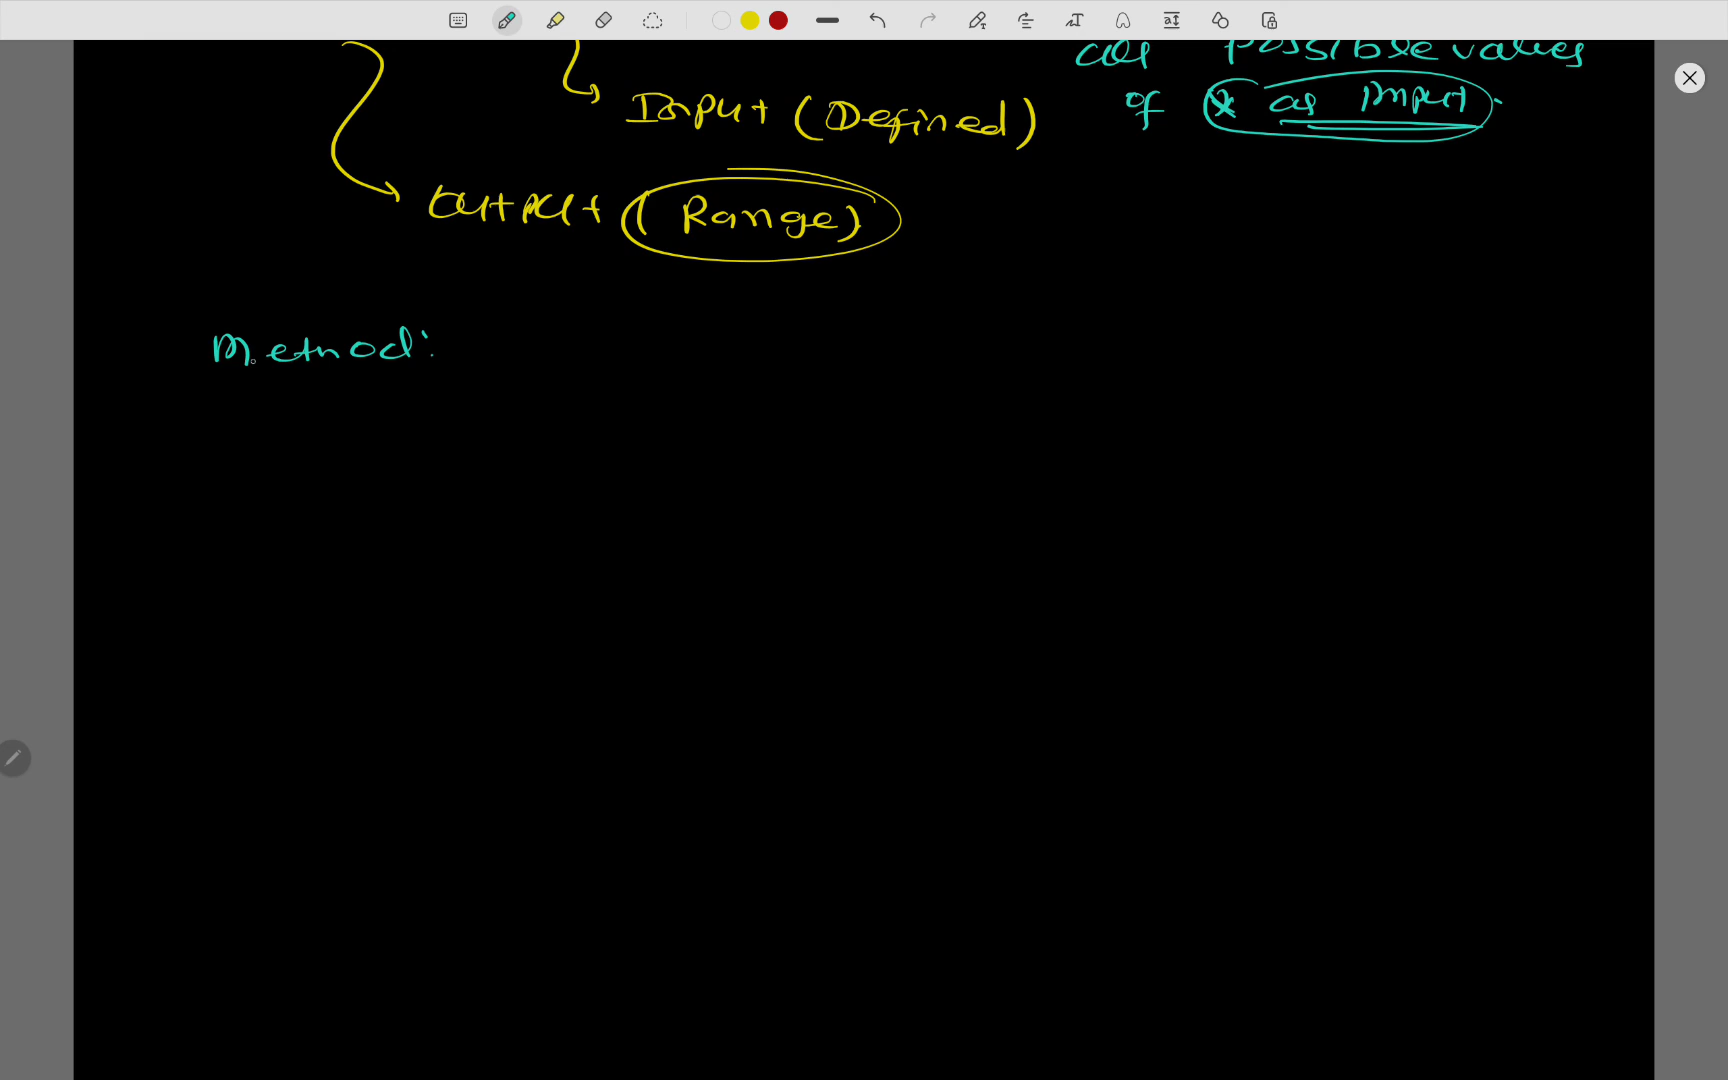 all possible values
Input (Defined)
of x as Input
Output (Range)
Method: